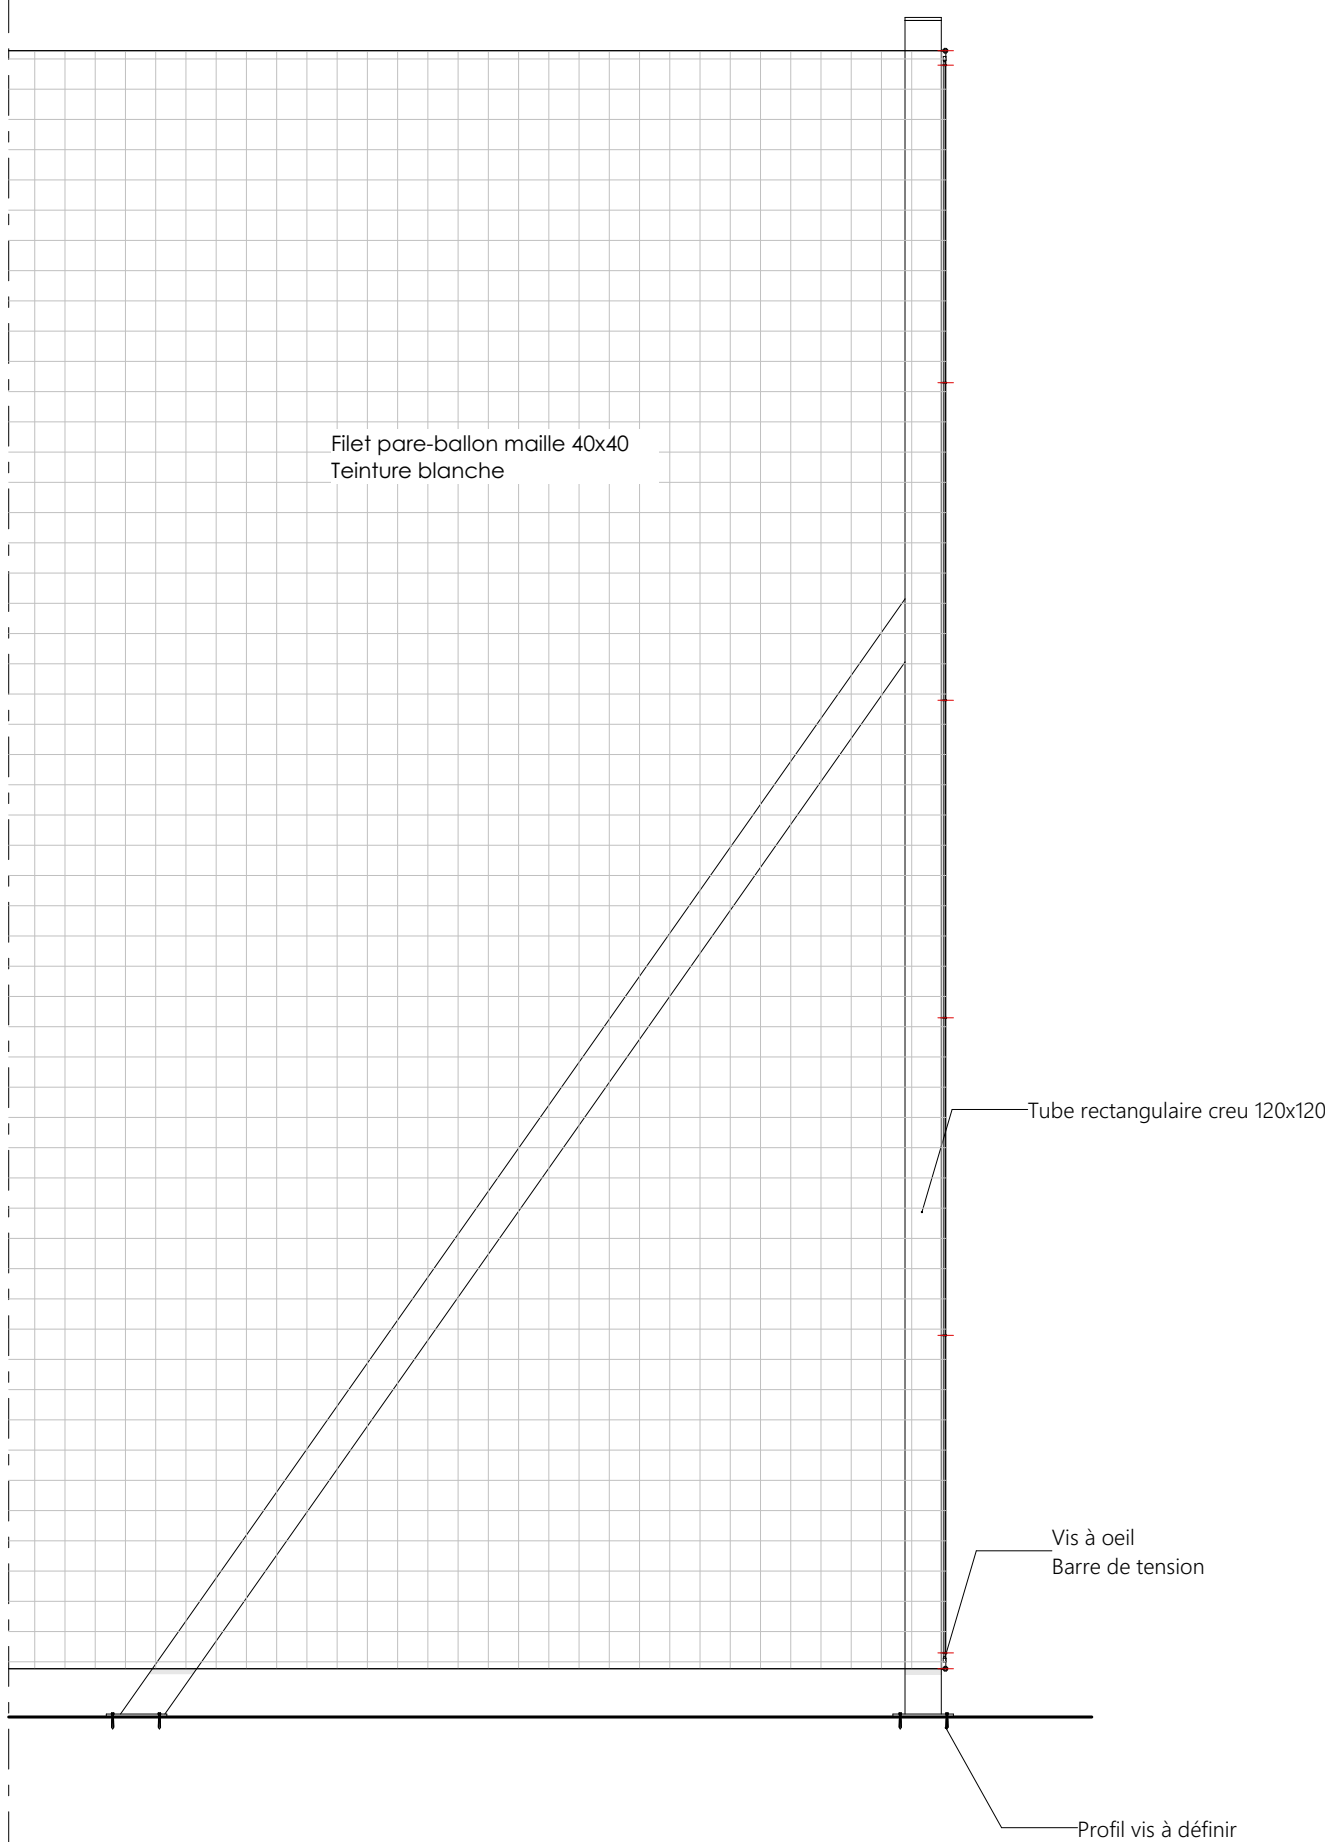 Filet pare-ballon maille 40x40
Teinture blanche
Tube rectangulaire creu 120x120
Vis à oeil
Barre de tension
Profil vis à définir